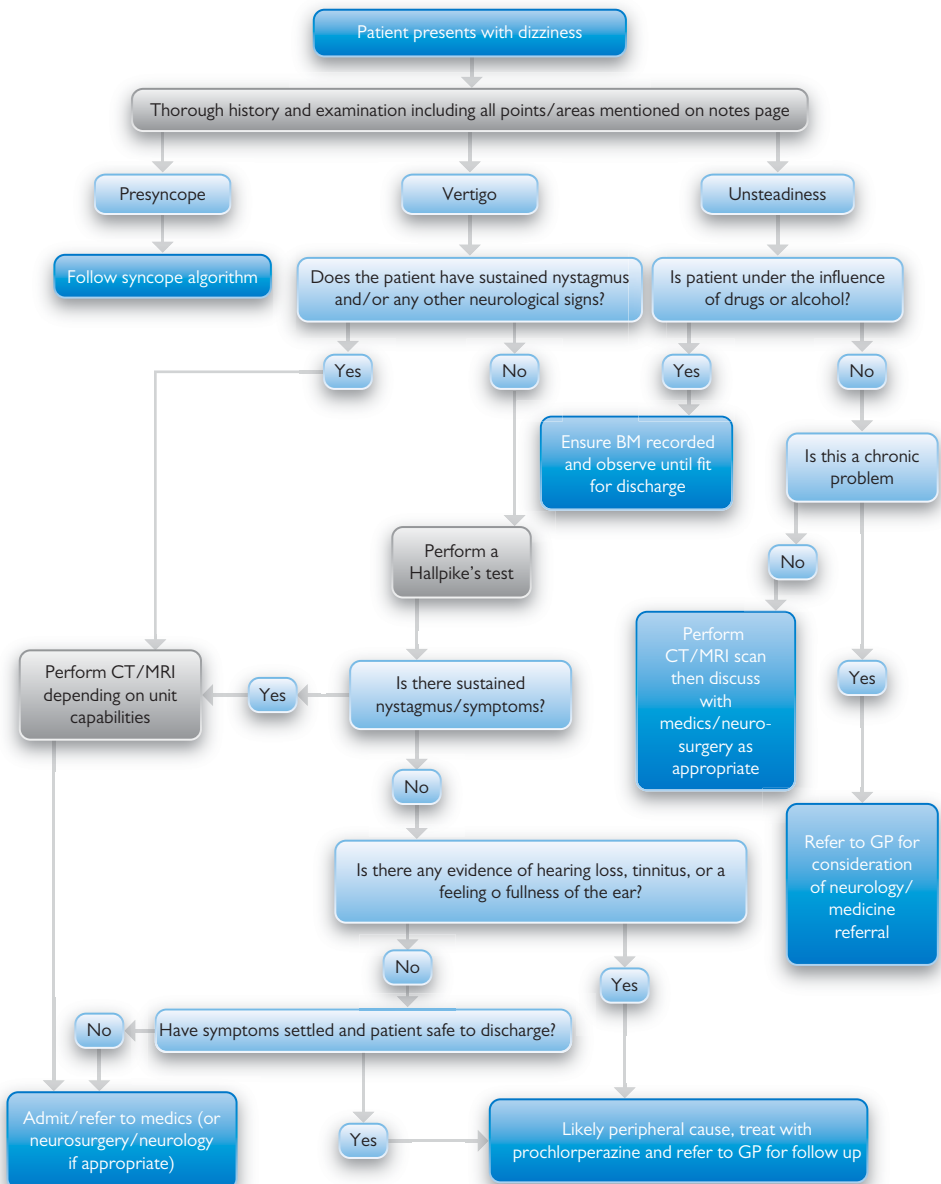 Patient presents with dizziness
Thorough history and examination including all points/areas mentioned on notes page
Presyncope
Vertigo
Unsteadiness
Follow syncope algorithm
Does the patient have sustained nystagmus
and/or any other neurological signs?
Is patient under the influence
of drugs or alcohol?
Yes
No
Yes
No
Ensure BM recorded
and observe until fit
for discharge
Is this a chronic
problem
Perform a
Hallpike's test
No
Perform CT/MRI
depending on unit
capabilities
Yes
Is there sustained
nystagmus/symptoms?
Perform
CT/MRI scan
then discuss
with
medics/neuro-
surgery as
appropriate
Yes
No
Is there any evidence of hearing loss, tinnitus, or a
feeling o fullness of the ear?
Refer to GP for
consideration
of neurology/
medicine
referral
No
Yes
No
Have symptoms settled and patient safe to discharge?
Admit/refer to medics (or
neurosurgery/neurology
if appropriate)
Yes
Likely peripheral cause, treat with
prochlorperazine and refer to GP for follow up